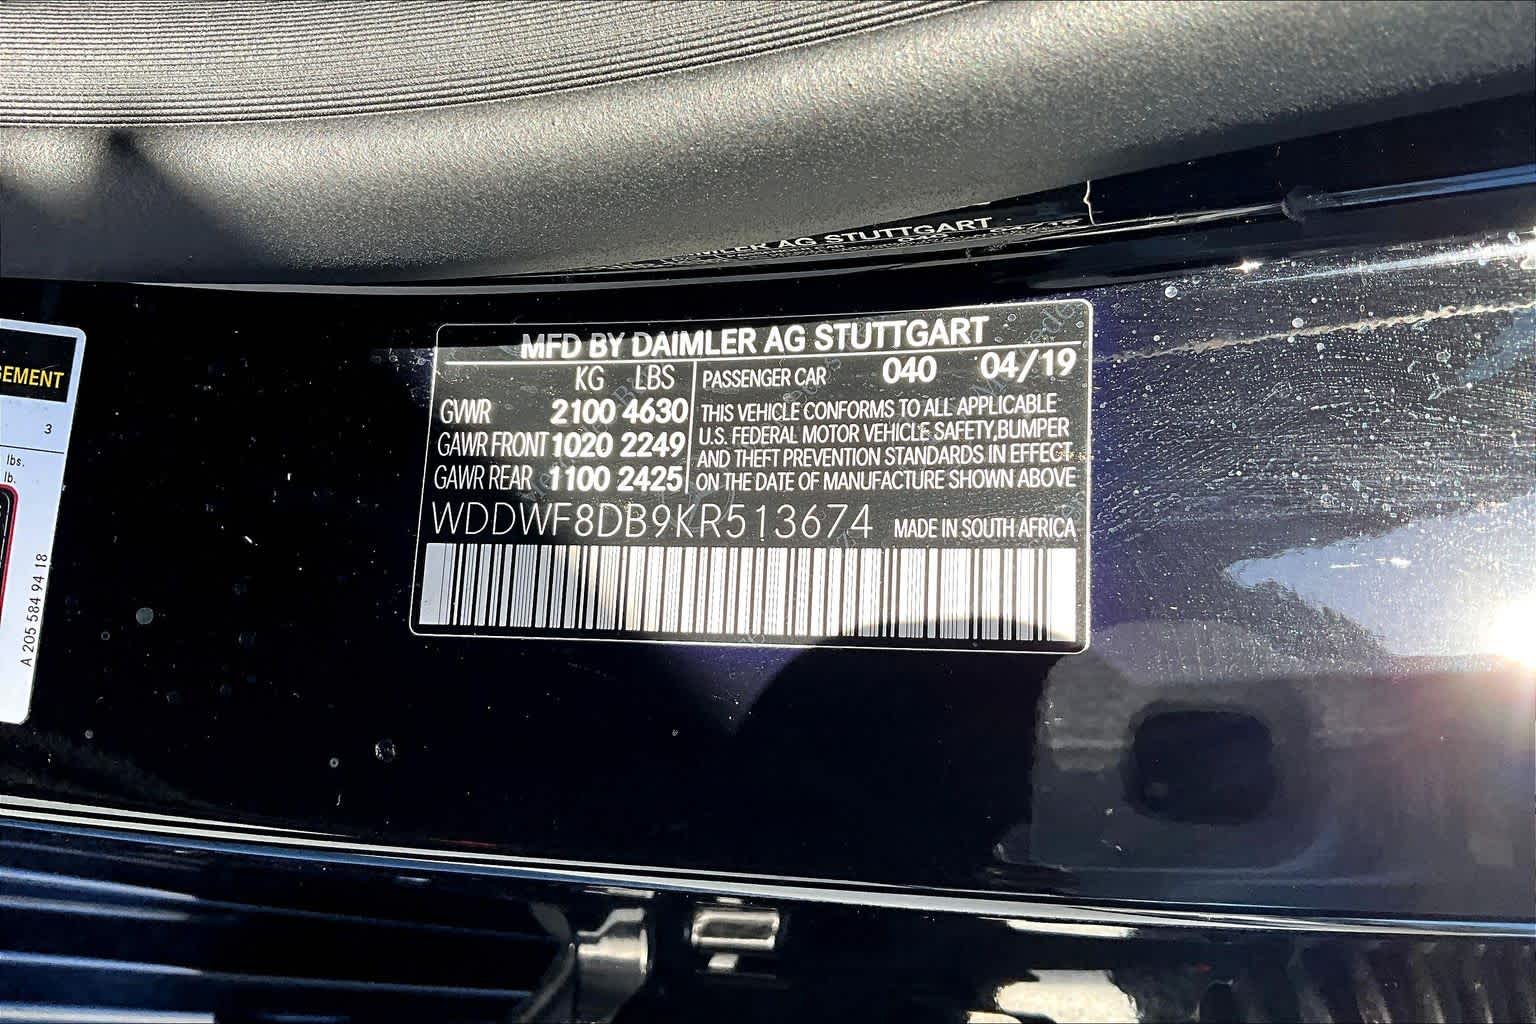 MFD BY DAIMLER AG STUTTGART
KG LBS
GVWR 2100 4630
GAWR FRONT 1020 2249
GAWR REAR 1100 2425
PASSENGER CAR 040 04/19
THIS VEHICLE CONFORMS TO ALL APPLICABLE
U.S. FEDERAL MOTOR VEHICLE SAFETY,BUMPER
AND THEFT PREVENTION STANDARDS IN EFFECT
ON THE DATE OF MANUFACTURE SHOWN ABOVE
WDDWF8DB9KR513674 MADE IN SOUTH AFRICA
GEMENT
3
lbs.
lb.
A 205 584 94 18
AG STUTTGART